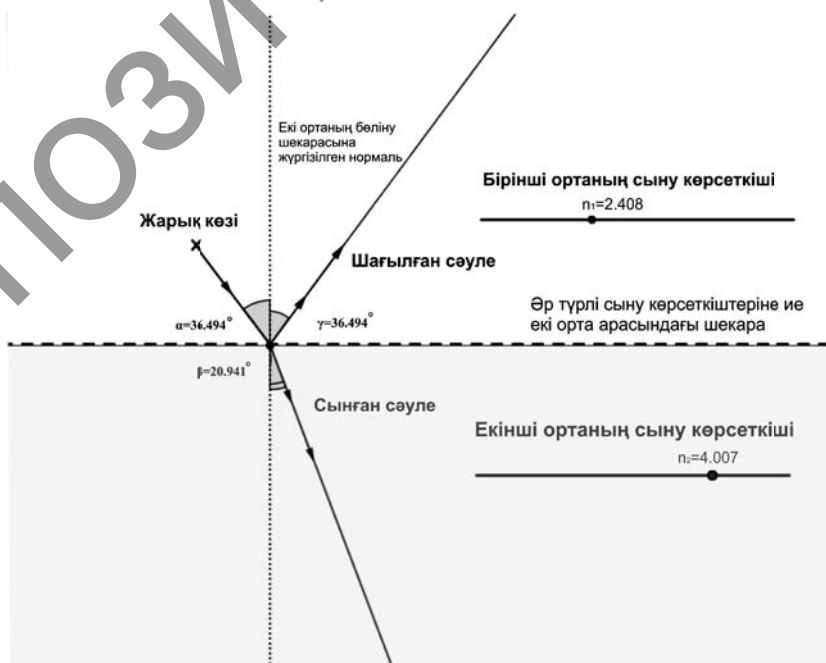 ПОЗИ
Екі ортаның бөліну
шекарасына
жүргізілген нормаль
Бірінші ортаның сыну көрсеткіші
n₁=2.408
Жарық көзі
Шағылған сәуле
Әр түрлі сыну көрсеткіштеріне ие
екі орта арасындағы шекара
α=36.494°
γ=36.494°
β=20.941°
Сынған сәуле
Екінші ортаның сыну көрсеткіші
n₂=4.007